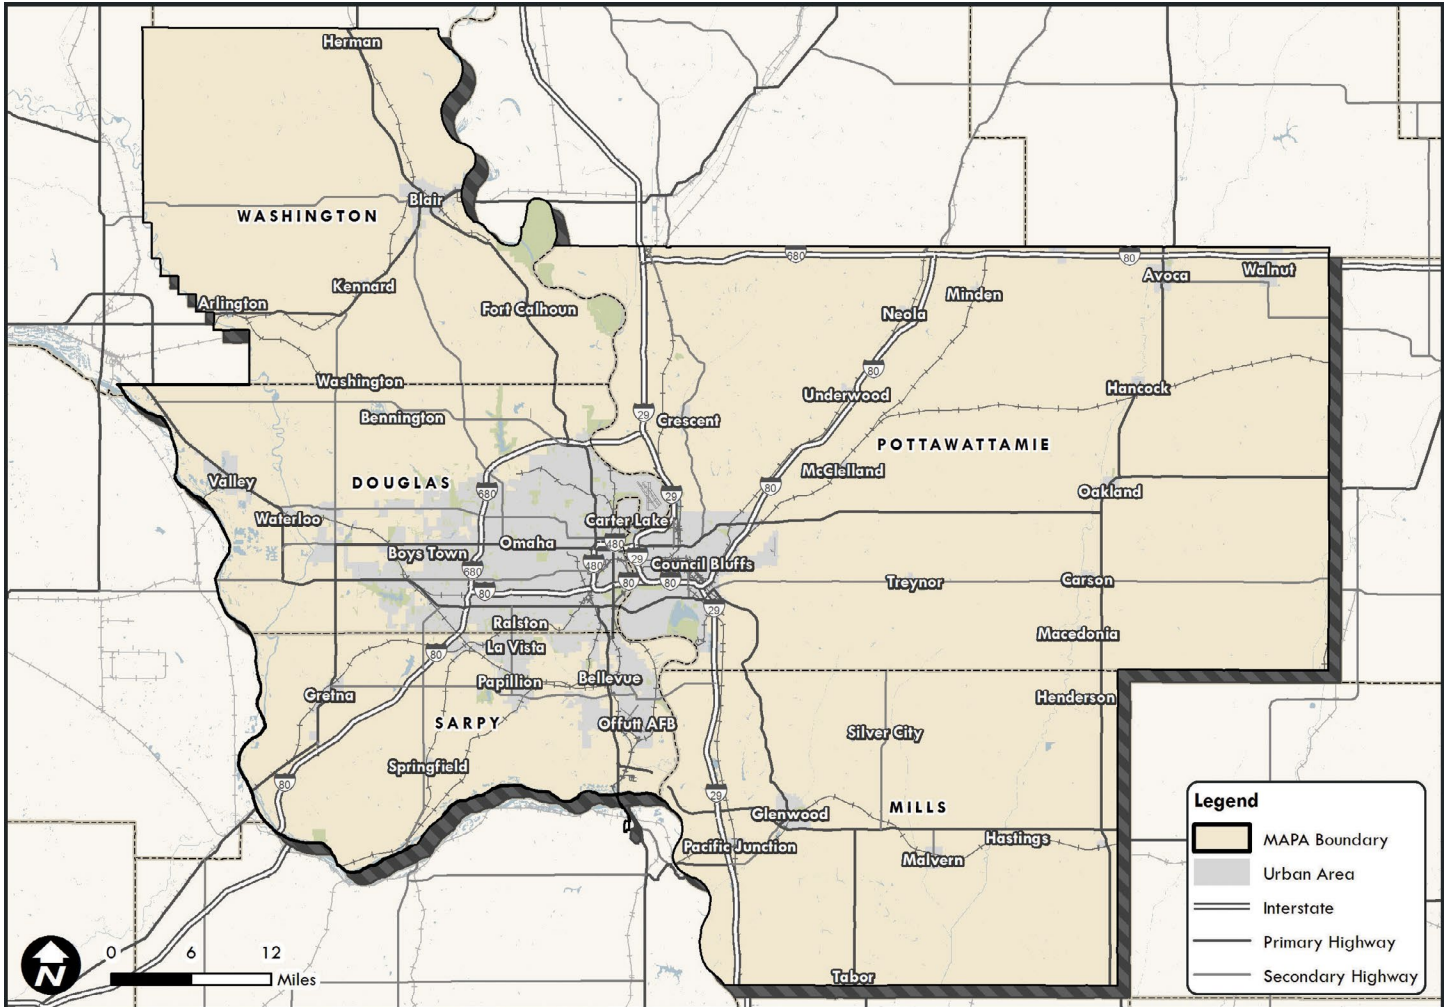 Herman
Blair
WASHINGTON
680
80
Avoca
Walnut
Kennard
Minden
Arlington
Fort Calhoun
Neola
80
Washington
Underwood
Hancock
Bennington
29
Crescent
POTTAWATTAMIE
McClelland
Valley
DOUGLAS
680
29
80
Oakland
Waterloo
Carter Lake
Boys Town
Omaha
480
29
480
Council Bluffs
680
80
80
80
Treynor
Carson
29
Ralston
Macedonia
La Vista
80
Papillion
Bellevue
Gretna
Henderson
SARPY
Offutt AFB
Silver City
Springfield
80
29
Glenwood
MILLS
Pacific Junction
Malvern
Hastings
Tabor
Legend
MAPA Boundary
Urban Area
Interstate
Primary Highway
Secondary Highway
N
0 6 12
Miles